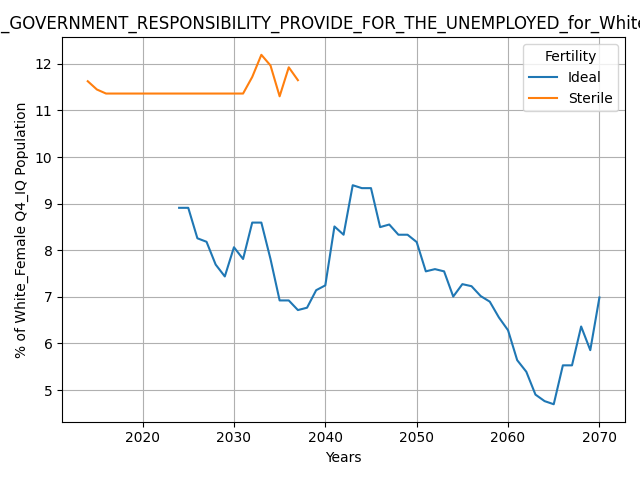 _GOVERNMENT_RESPONSIBILITY_PROVIDE_FOR_THE_UNEMPLOYED_for_White
Fertility
Ideal
Sterile
% of White_Female Q4_IQ Population
12
11
10
9
8
7
6
5
2020 2030 2040 2050 2060 2070
Years